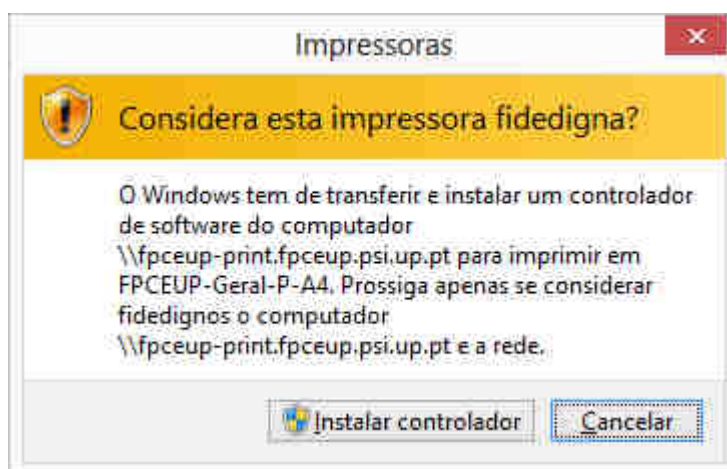 Impressoras
Considera esta impressora fidedigna?
O Windows tem de transferir e instalar um controlador
de software do computador
\\fpceup-print.fpceup.psi.up.pt para imprimir em
FPCEUP-Geral-P-A4. Prossiga apenas se considerar
fidedignos o computador
\\fpceup-print.fpceup.psi.up.pt e a rede.
Instalar controlador Cancelar